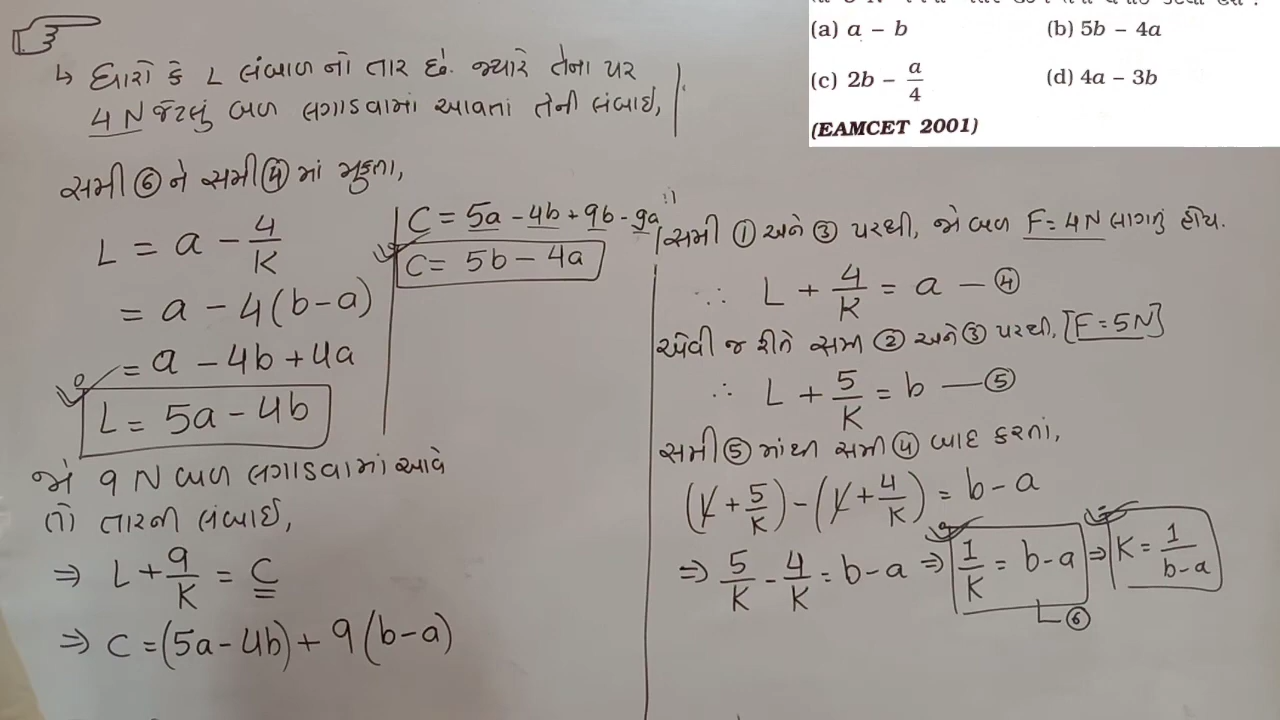 (a) a − b (b) 5b − 4a
(c) 2b − a/4 (d) 4a − 3b
(EAMCET 2001)
↳ ધારો કે L લંબાઈનો તાર છે. જ્યારે તેના પર
4 N જેટલું બળ લગાડવામાં આવતાં તેની લંબાઈ,
સમી ⑥ ને સમી ④ માં મુકતા,
L = a − 4/K
= a − 4(b−a)
= a − 4b + 4a
L = 5a − 4b
જો 9 N બળ લગાડવામાં આવે
તો તારની લંબાઈ,
⇒ L + 9/K = C
⇒ C = (5a − 4b) + 9(b−a)
C = 5a − 4b + 9b − 9a
C = 5b − 4a
સમી ① અને ③ પરથી, જો બળ F = 4N લાગતું હોય.
∴ L + 4/K = a — ④
એવી જ રીતે સમી ② અને ③ પરથી, [F = 5N]
∴ L + 5/K = b — ⑤
સમી ⑤ માંથી સમી ④ બાદ કરતાં,
(L + 5/K) − (L + 4/K) = b − a
⇒ 5/K − 4/K = b − a ⇒ 1/K = b − a ⇒ K = 1/(b−a)
⑥